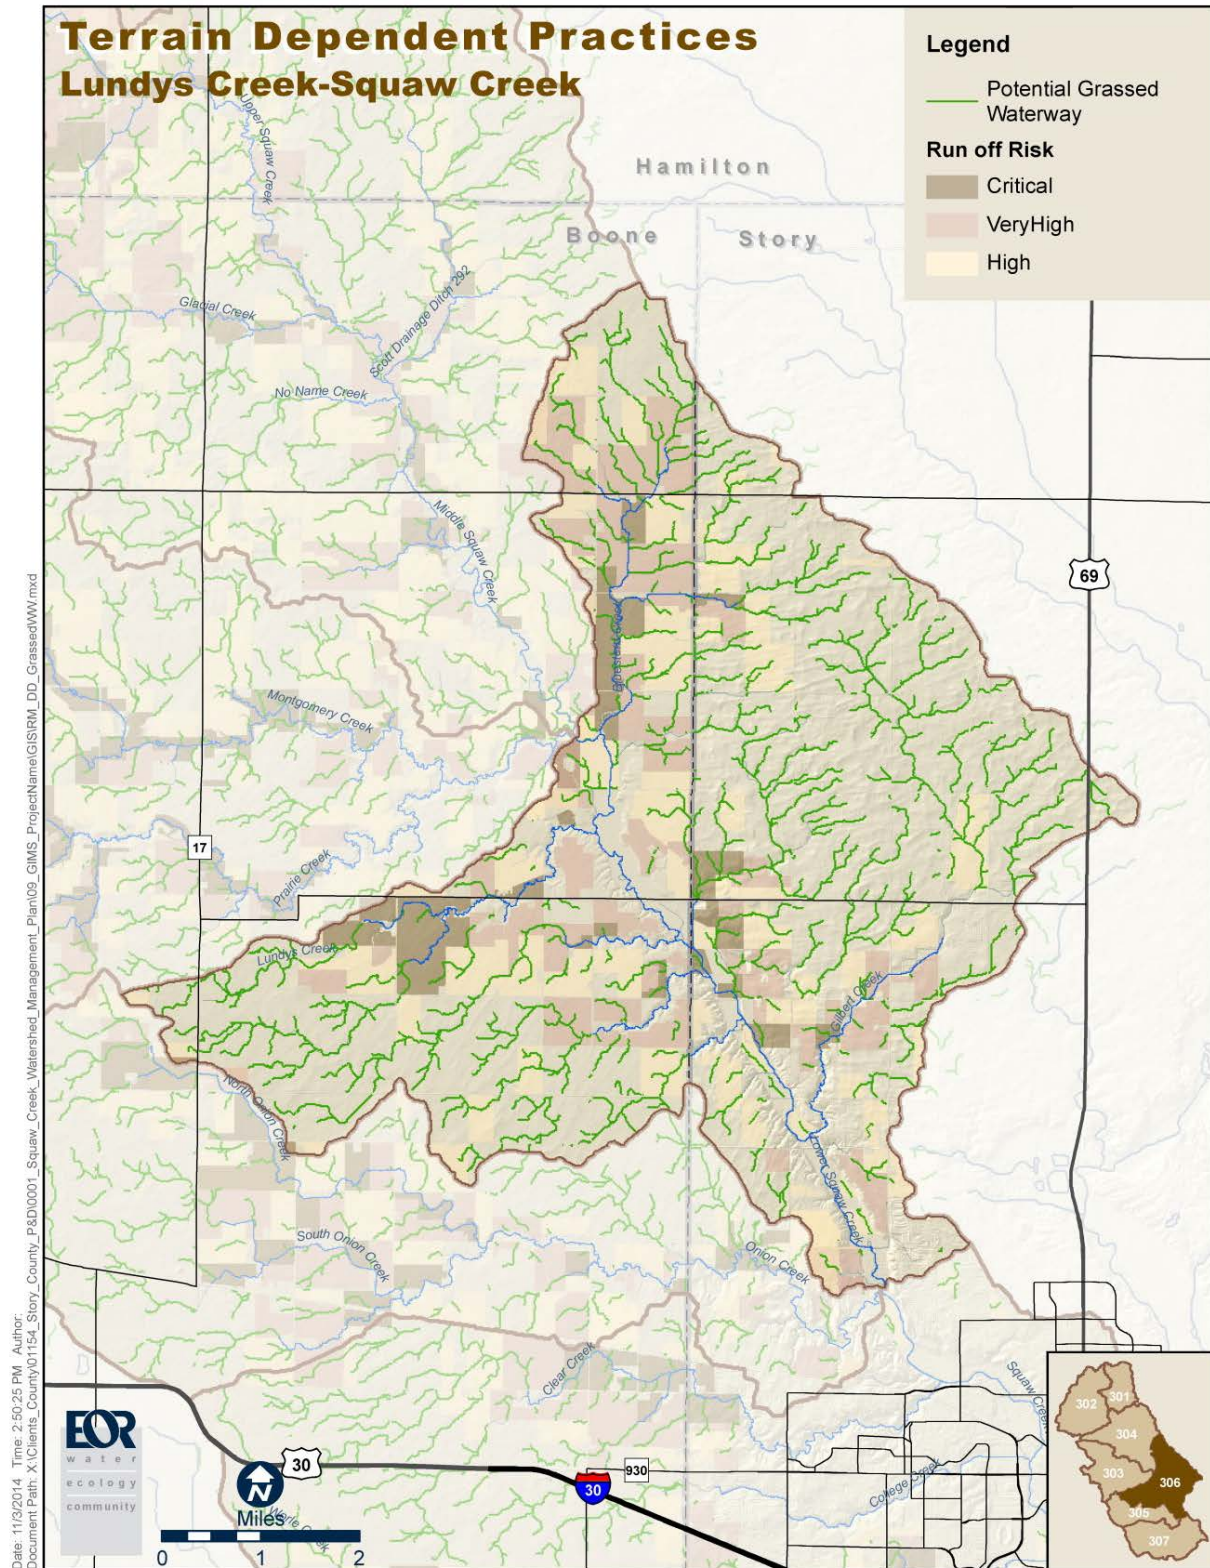 Terrain Dependent Practices
Lundys Creek-Squaw Creek
Legend
Potential Grassed
Waterway
Run off Risk
Critical
VeryHigh
High
Hamilton
Boone
Story
Upper Squaw Creek
Glacial Creek
Scott Drainage Ditch 292
No Name Creek
Middle Squaw Creek
69
Montgomery Creek
17
Prairie Creek
Lundys Creek
Gilbert Creek
North Onion Creek
Lower Squaw Creek
South Onion Creek
Onion Creek
Clear Creek
Squaw Creek
College Creek
Worle Creek
30
930
30
EOR
water
ecology
community
N
Miles
0 1 2
301
302
304
303
306
305
307
Date: 11/3/2014 Time: 2:50:25 PM Author:
Document Path: X:\Clients_County\01154_Story_County_P&D\0001_Squaw_Creek_Watershed_Management_Plan\09_GIMS_ProjectName\GIS\RM_DD_GrassedWW.mxd